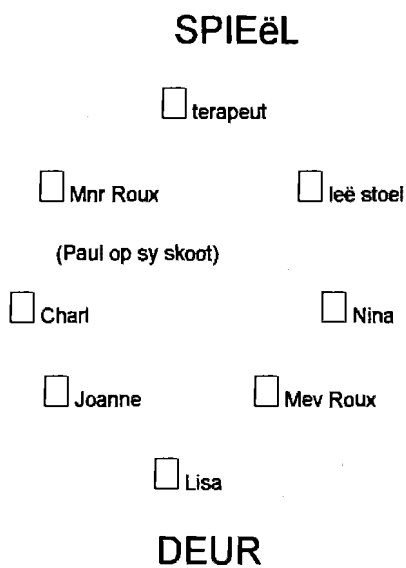 SPIEëL
terapeut
Mnr Roux leë stoel
(Paul op sy skoot)
Charl Nina
Joanne Mev Roux
Lisa
DEUR